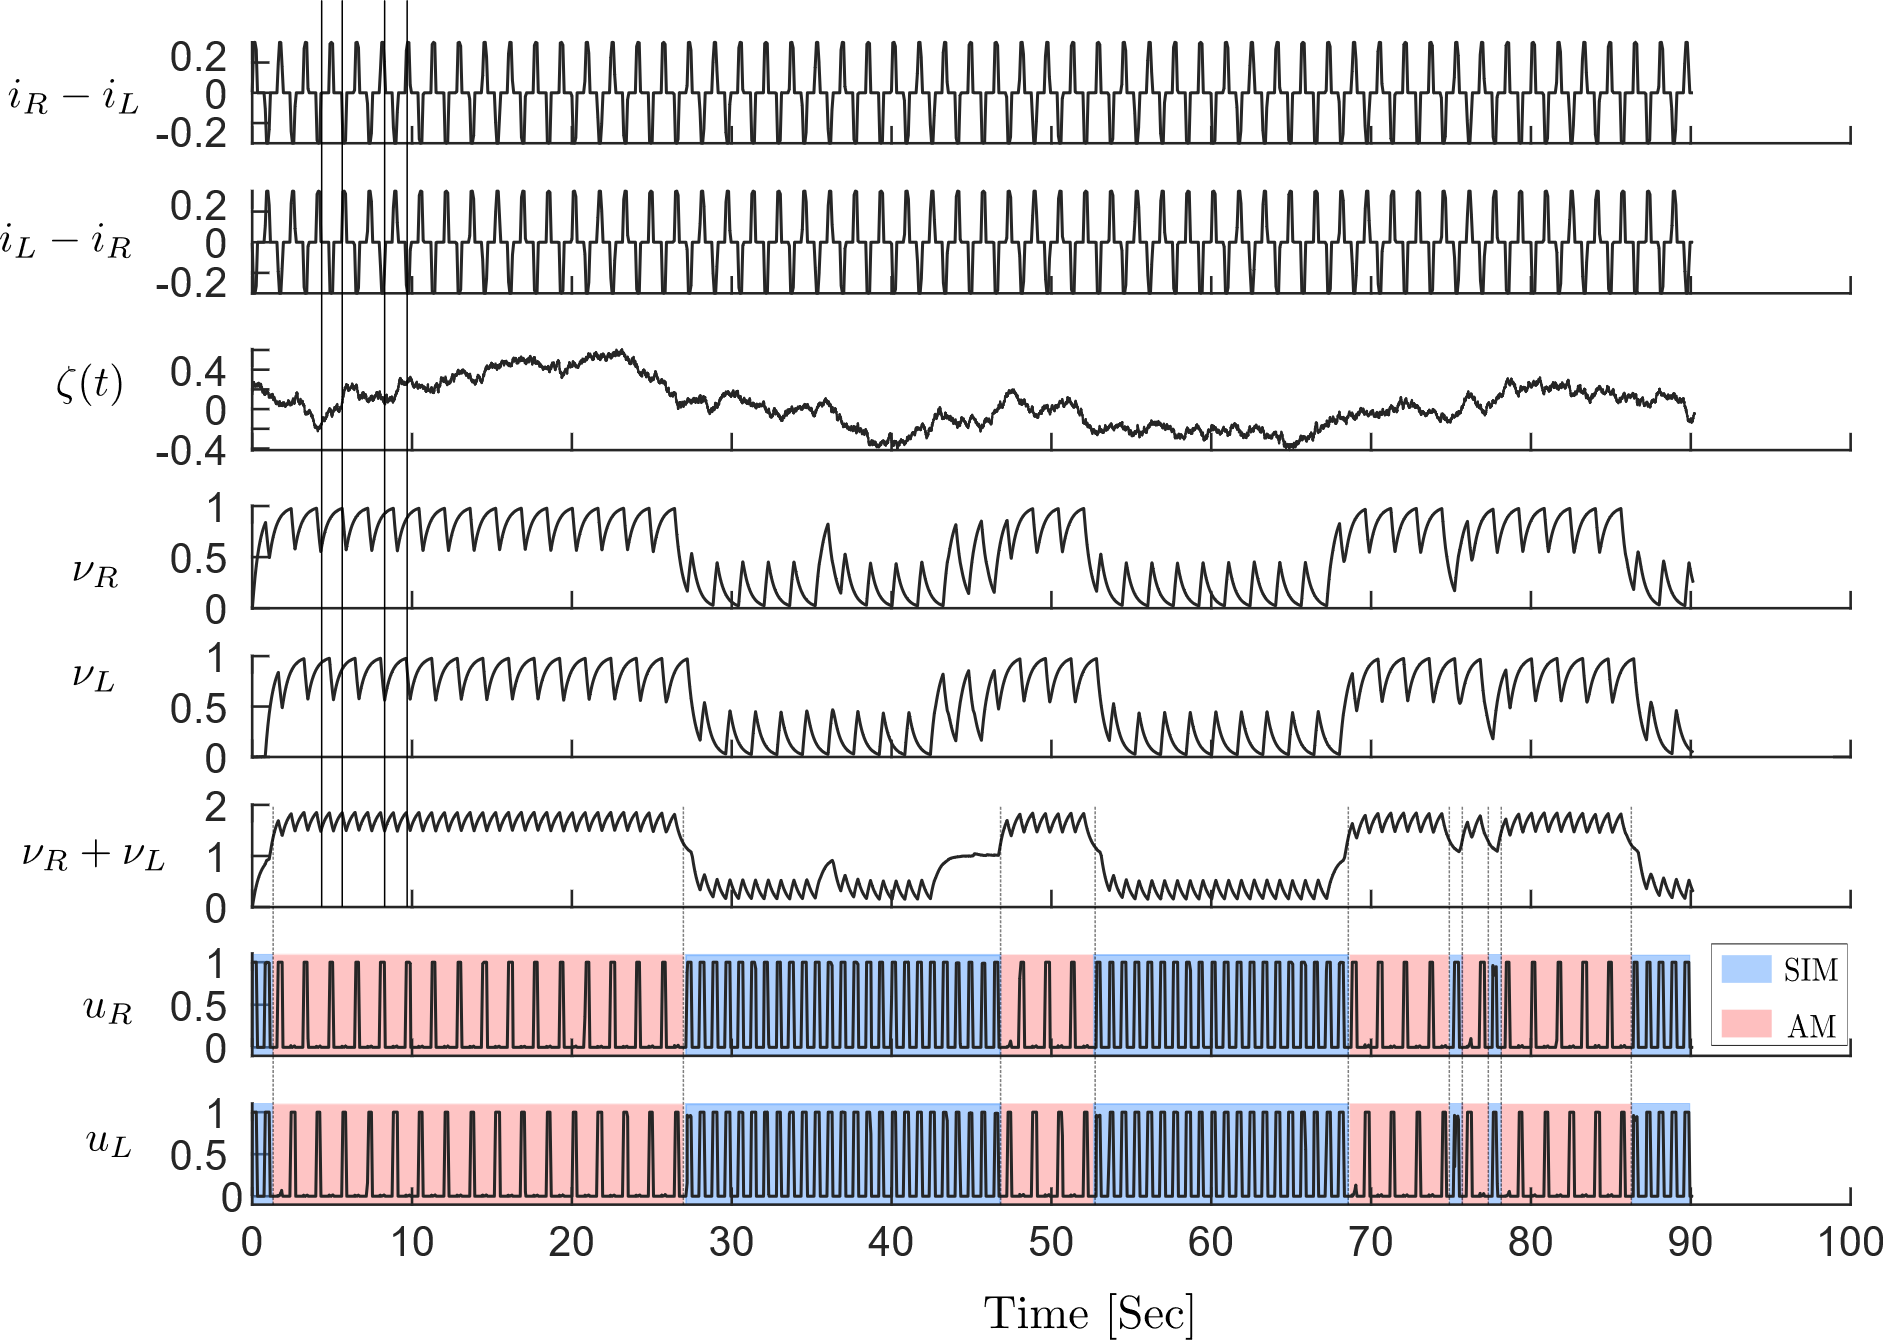 0.2
i_R − i_L
0
-0.2
0.2
i_L − i_R
0
-0.2
0.4
ζ(t)
0
-0.4
1
0.5
ν_R
0
1
ν_L
0.5
0
2
ν_R + ν_L
1
0
1
SIM
u_R
0.5
AM
0
1
u_L
0.5
0
0 10 20 30 40 50 60 70 80 90 100
Time [Sec]